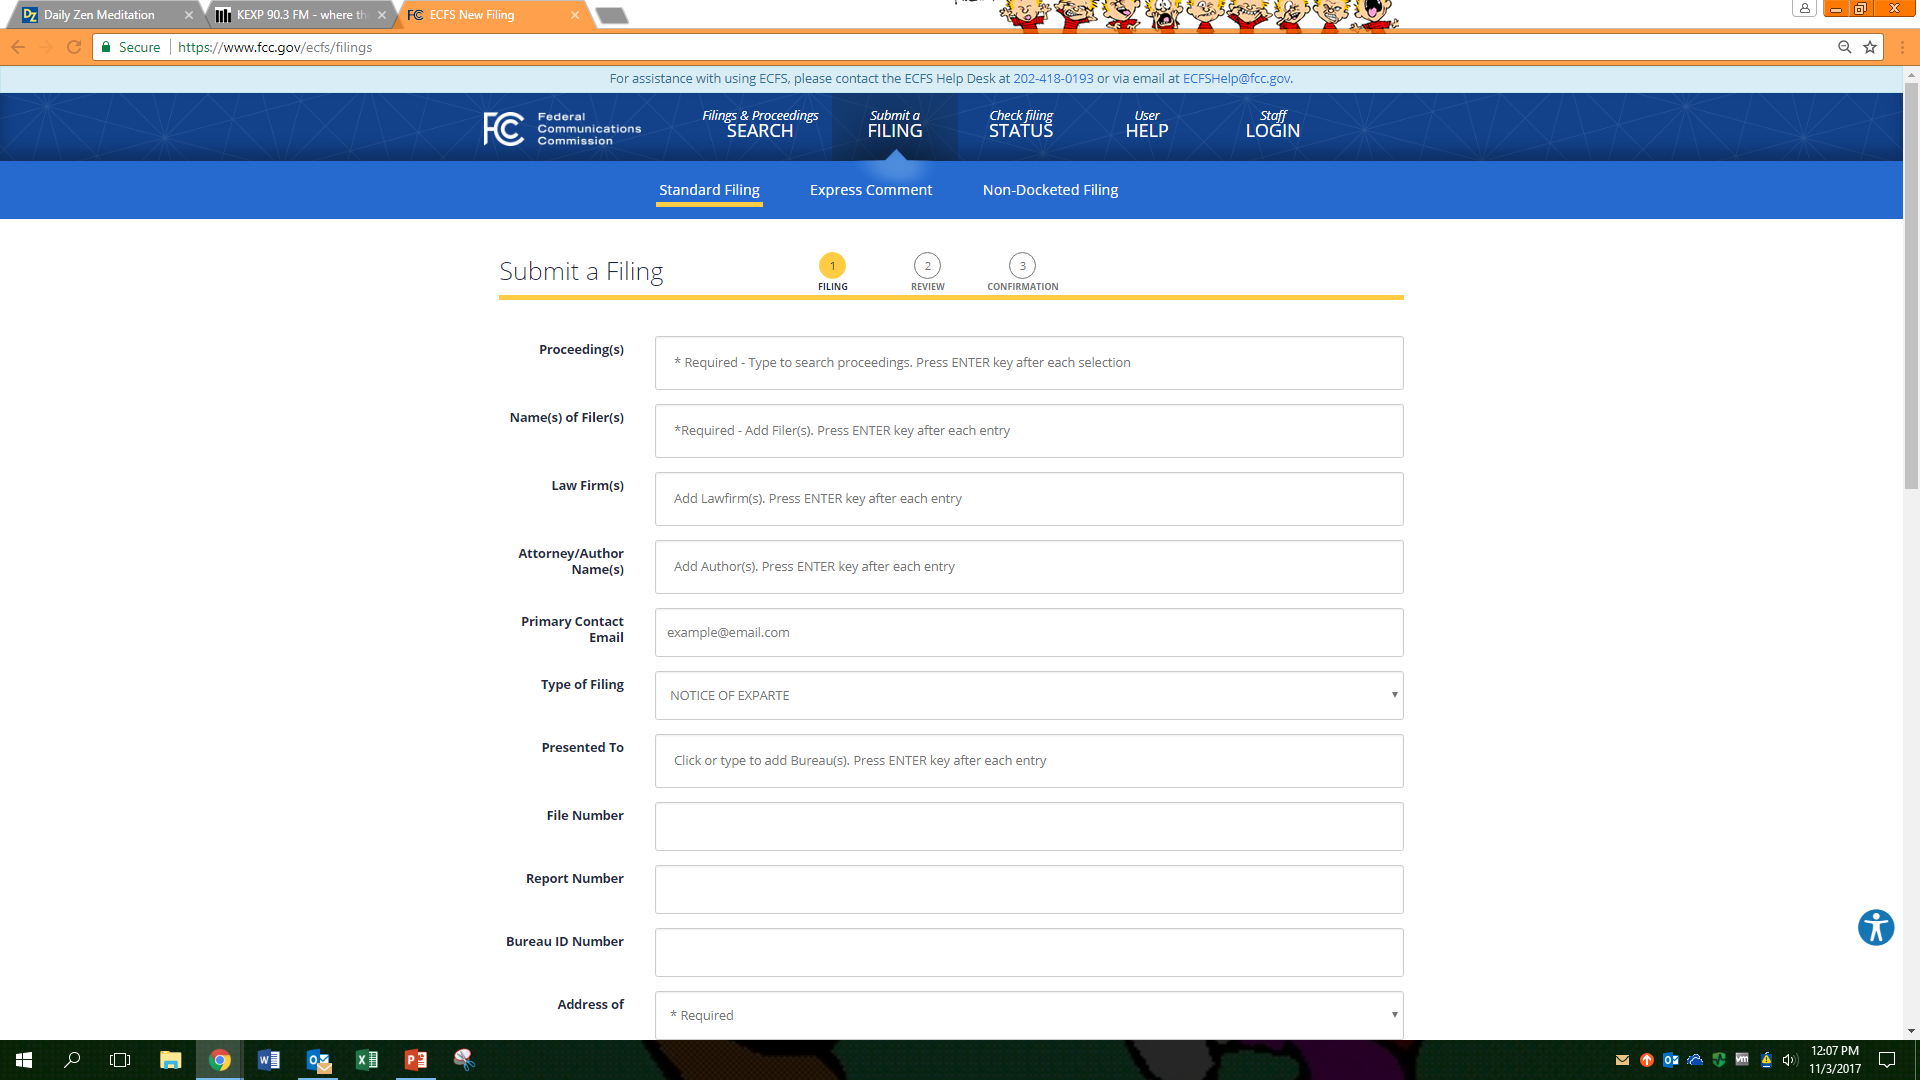 Daily Zen Meditation
KEXP 90.3 FM - where th
ECFS New Filing
Secure
https://www.fcc.gov/ecfs/filings
For assistance with using ECFS, please contact the ECFS Help Desk at 202-418-0193 or via email at ECFSHelp@fcc.gov.
FCC
Federal
Communications
Commission
Filings & Proceedings
SEARCH
Submit a
FILING
Check filing
STATUS
User
HELP
Staff
LOGIN
Standard Filing
Express Comment
Non-Docketed Filing
Submit a Filing
1
FILING
2
REVIEW
3
CONFIRMATION
Proceeding(s)
* Required - Type to search proceedings. Press ENTER key after each selection
Name(s) of Filer(s)
*Required - Add Filer(s). Press ENTER key after each entry
Law Firm(s)
Add Lawfirm(s). Press ENTER key after each entry
Attorney/Author
Name(s)
Add Author(s). Press ENTER key after each entry
Primary Contact
Email
example@email.com
Type of Filing
NOTICE OF EXPARTE
Presented To
Click or type to add Bureau(s). Press ENTER key after each entry
File Number
Report Number
Bureau ID Number
Address of
* Required
12:07 PM
11/3/2017